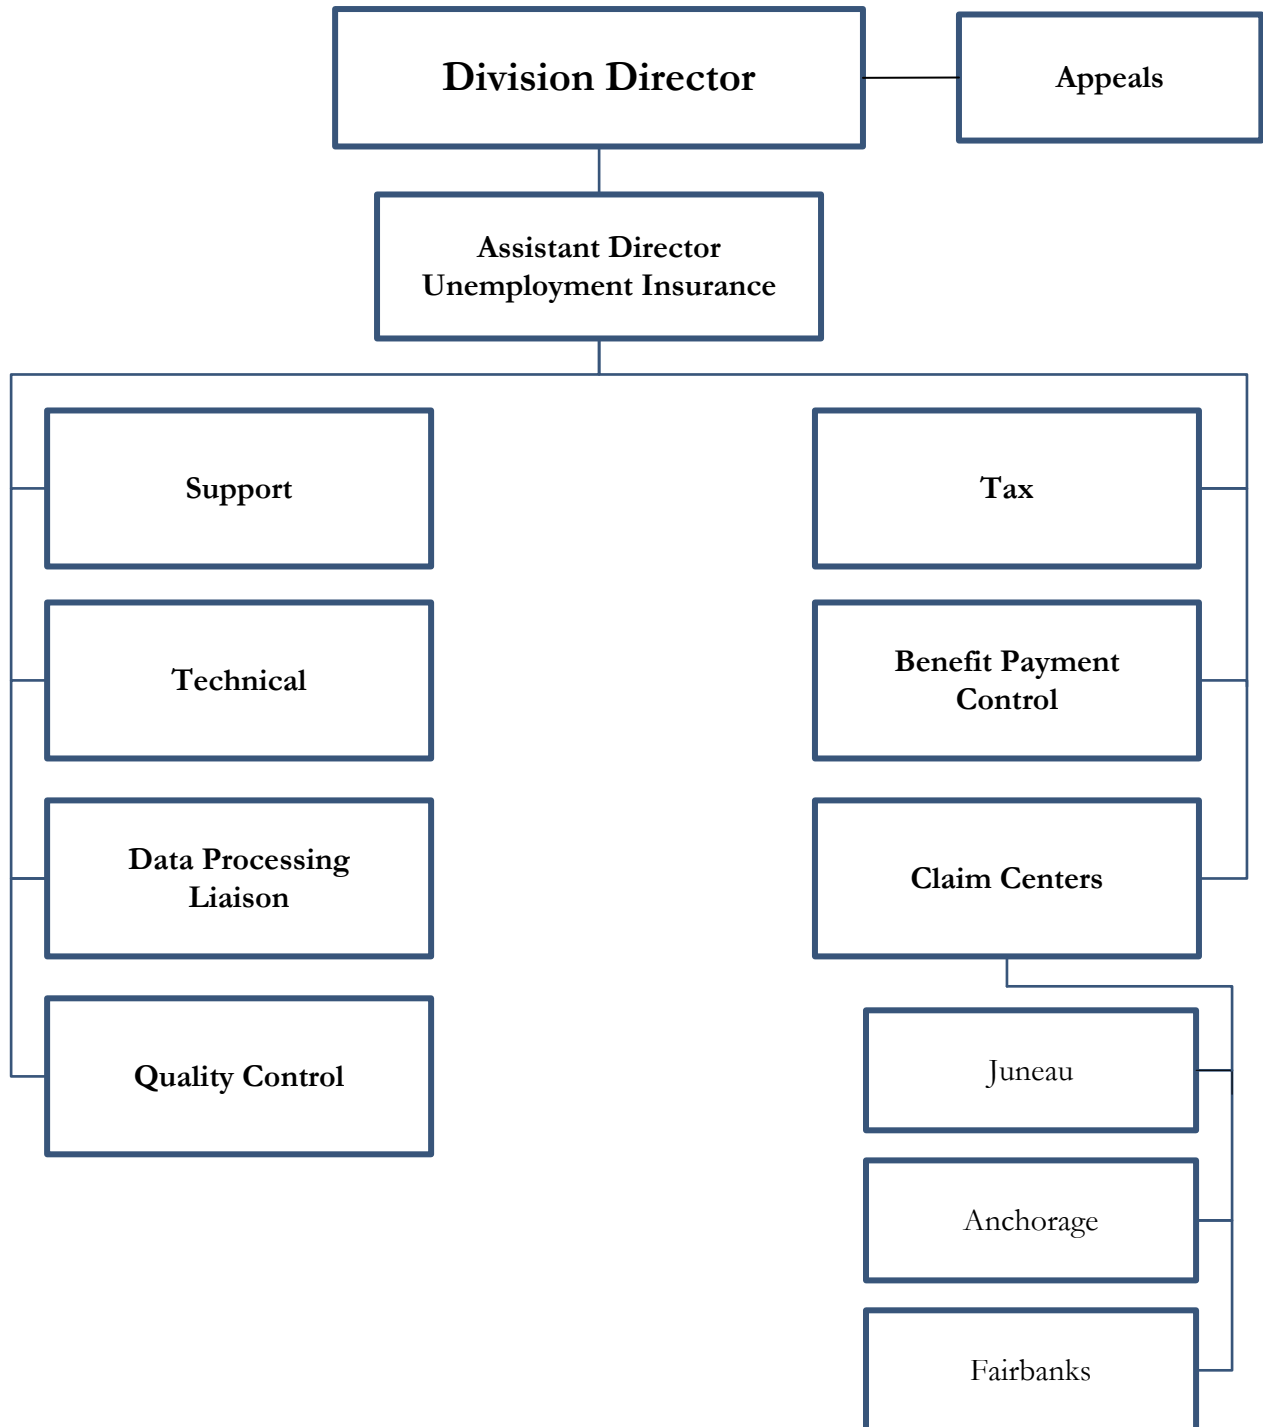 Division Director
Appeals
Assistant Director
Unemployment Insurance
Support
Tax
Technical
Benefit Payment
Control
Data Processing
Liaison
Claim Centers
Quality Control
Juneau
Anchorage
Fairbanks